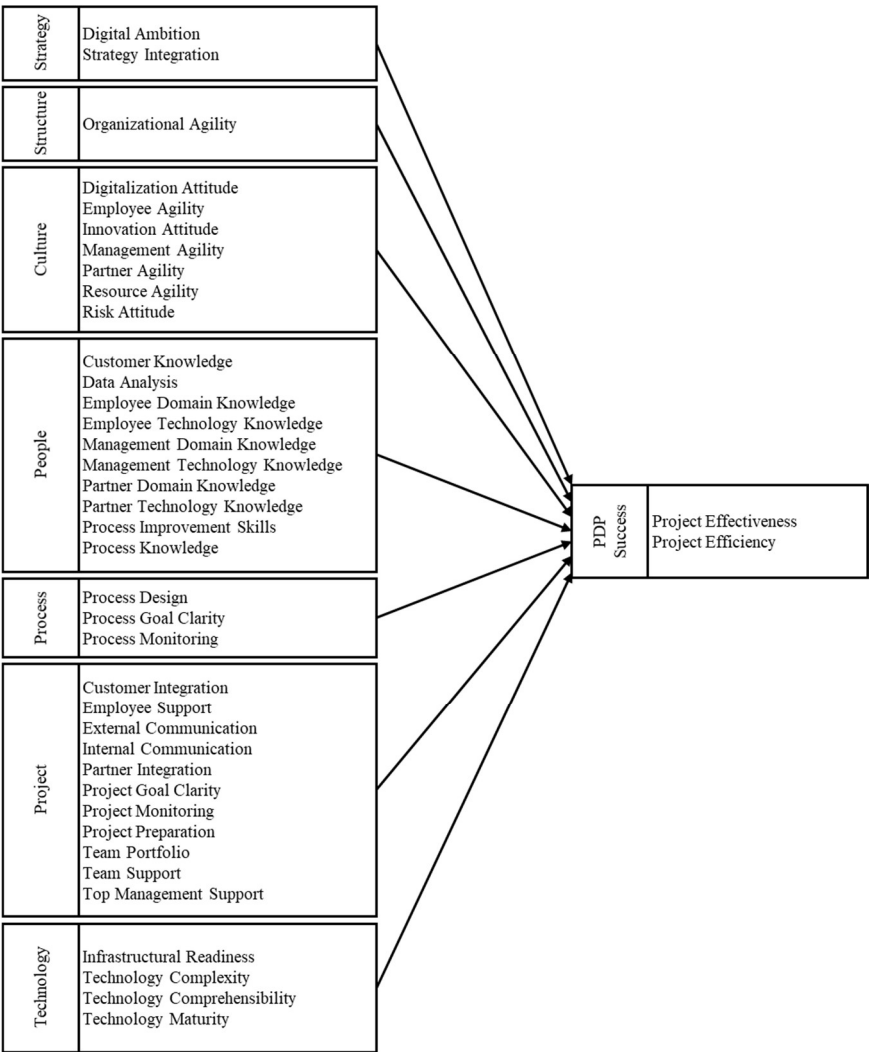 Strategy
Digital Ambition
Strategy Integration
Structure
Organizational Agility
Culture
Digitalization Attitude
Employee Agility
Innovation Attitude
Management Agility
Partner Agility
Resource Agility
Risk Attitude
People
Customer Knowledge
Data Analysis
Employee Domain Knowledge
Employee Technology Knowledge
Management Domain Knowledge
Management Technology Knowledge
Partner Domain Knowledge
Partner Technology Knowledge
Process Improvement Skills
Process Knowledge
Process
Process Design
Process Goal Clarity
Process Monitoring
Project
Customer Integration
Employee Support
External Communication
Internal Communication
Partner Integration
Project Goal Clarity
Project Monitoring
Project Preparation
Team Portfolio
Team Support
Top Management Support
Technology
Infrastructural Readiness
Technology Complexity
Technology Comprehensibility
Technology Maturity
PDP
Success
Project Effectiveness
Project Efficiency